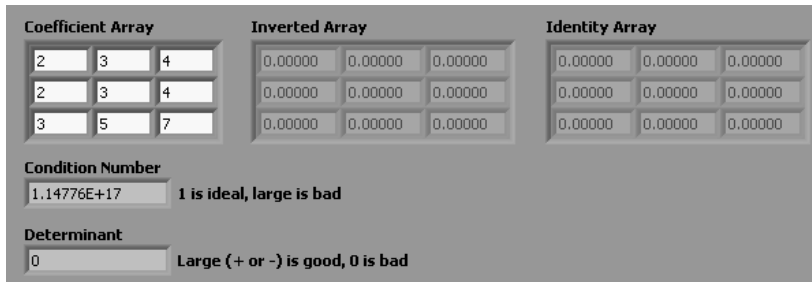 Coefficient Array Inverted Array Identity Array
2 3 4 0.00000 0.00000 0.00000 0.00000 0.00000 0.00000
2 3 4 0.00000 0.00000 0.00000 0.00000 0.00000 0.00000
3 5 7 0.00000 0.00000 0.00000 0.00000 0.00000 0.00000
Condition Number
1.14776E+17 1 is ideal, large is bad
Determinant
0 Large (+ or -) is good, 0 is bad